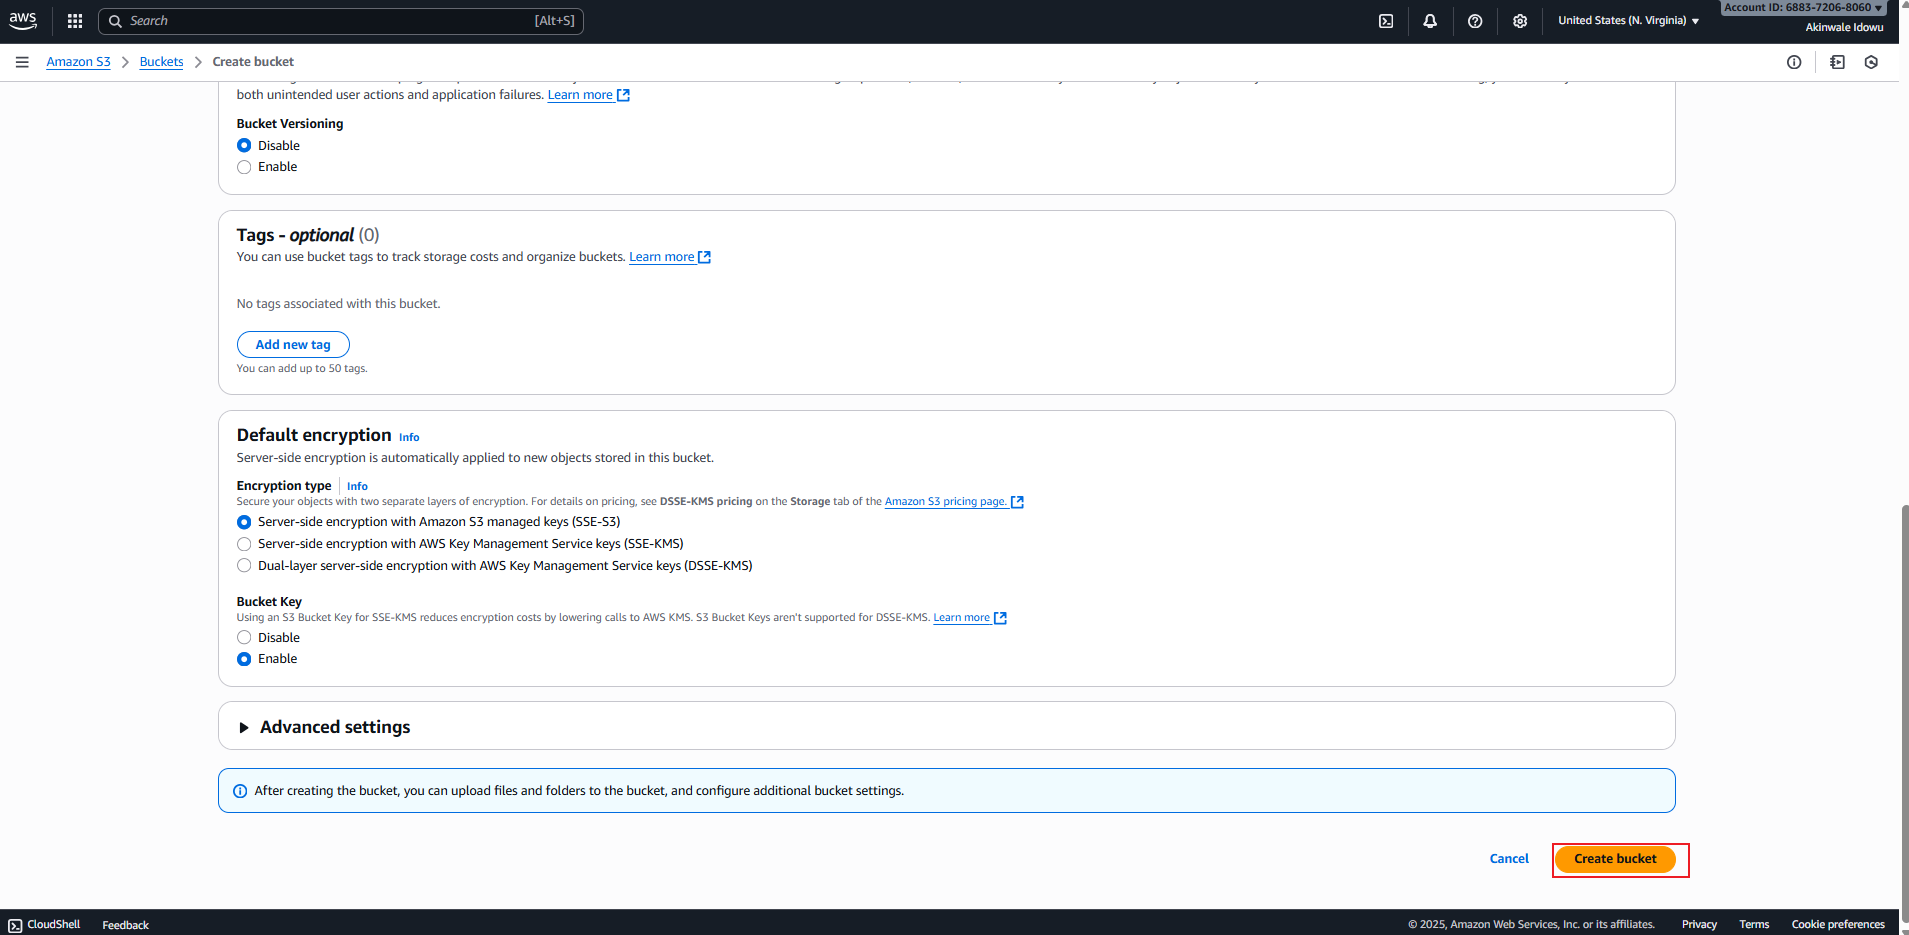 aws
Search [Alt+S]
United States (N. Virginia)
Account ID: 6883-7206-8060
Akinwale Idowu
Amazon S3 > Buckets > Create bucket
both unintended user actions and application failures. Learn more
Bucket Versioning
Disable
Enable
Tags - optional (0)
You can use bucket tags to track storage costs and organize buckets. Learn more
No tags associated with this bucket.
Add new tag
You can add up to 50 tags.
Default encryption Info
Server-side encryption is automatically applied to new objects stored in this bucket.
Encryption type Info
Secure your objects with two separate layers of encryption. For details on pricing, see DSSE-KMS pricing on the Storage tab of the Amazon S3 pricing page.
Server-side encryption with Amazon S3 managed keys (SSE-S3)
Server-side encryption with AWS Key Management Service keys (SSE-KMS)
Dual-layer server-side encryption with AWS Key Management Service keys (DSSE-KMS)
Bucket Key
Using an S3 Bucket Key for SSE-KMS reduces encryption costs by lowering calls to AWS KMS. S3 Bucket Keys aren't supported for DSSE-KMS. Learn more
Disable
Enable
Advanced settings
After creating the bucket, you can upload files and folders to the bucket, and configure additional bucket settings.
Cancel Create bucket
CloudShell Feedback © 2025, Amazon Web Services, Inc. or its affiliates. Privacy Terms Cookie preferences